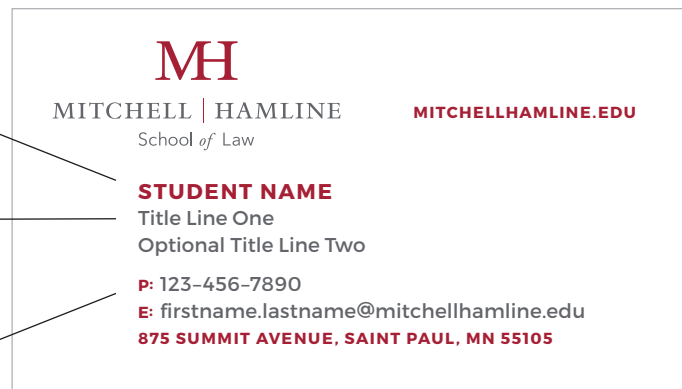 MH
MITCHELL | HAMLINE
School of Law
MITCHELLHAMLINE.EDU
STUDENT NAME
Title Line One
Optional Title Line Two
P: 123–456–7890
E: firstname.lastname@mitchellhamline.edu
875 SUMMIT AVENUE, SAINT PAUL, MN 55105